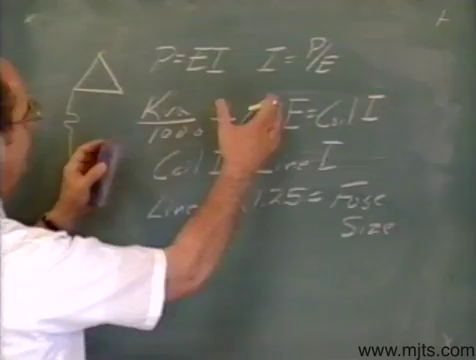 P=EI I=P/E
Kva/1000 E=Coil I
Coil I Line I
Line x 1.25= Fuse
Size
www.mjts.com